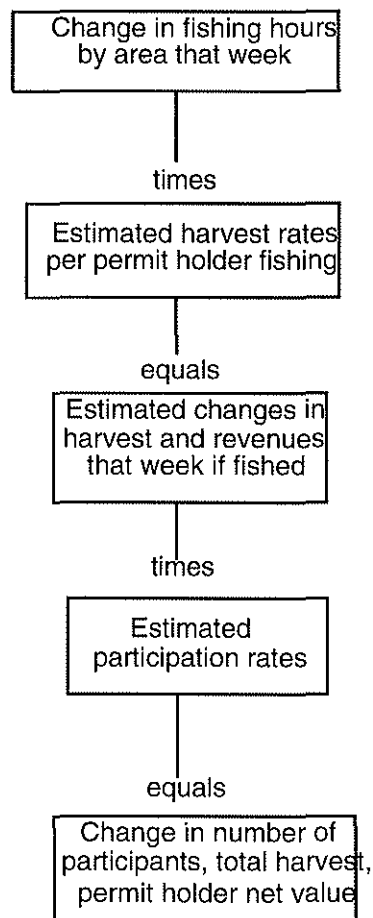 Change in fishing hours
by area that week
times
Estimated harvest rates
per permit holder fishing
equals
Estimated changes in
harvest and revenues
that week if fished
times
Estimated
participation rates
equals
Change in number of
participants, total harvest,
permit holder net value